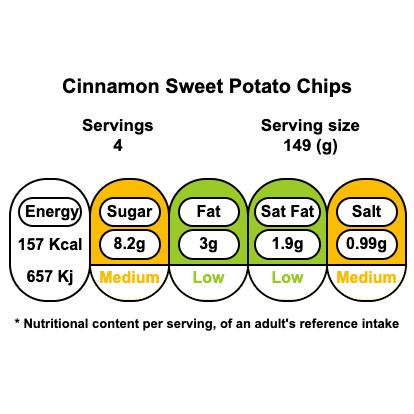 Cinnamon Sweet Potato Chips
Servings
4
Serving size
149 (g)
Energy Sugar Fat Sat Fat Salt
157 Kcal 8.2g 3g 1.9g 0.99g
657 Kj Medium Low Low Medium
* Nutritional content per serving, of an adult's reference intake